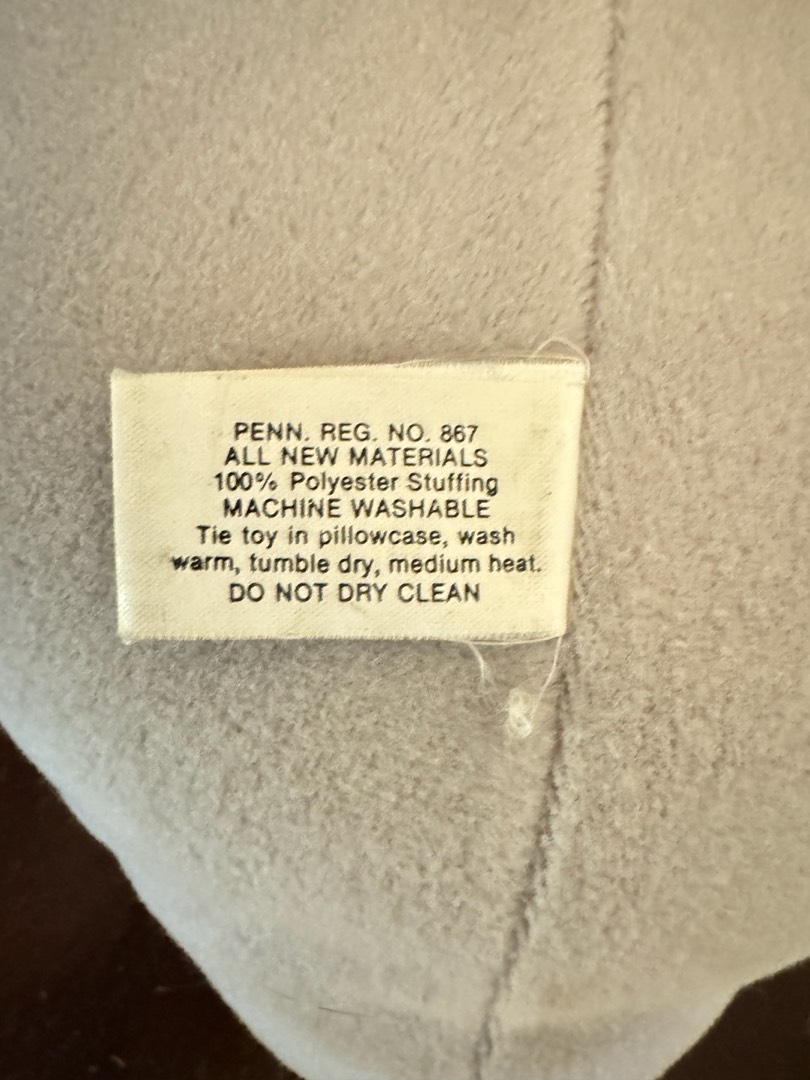 PENN. REG. NO. 867
ALL NEW MATERIALS
100% Polyester Stuffing
MACHINE WASHABLE
Tie toy in pillowcase, wash
warm, tumble dry, medium heat.
DO NOT DRY CLEAN